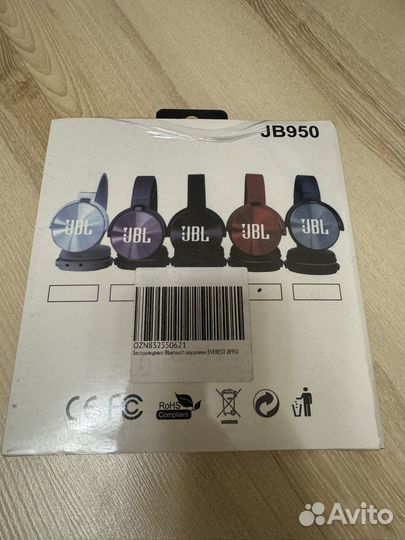 JB950
JBL JBL JBL JBL JBL
OZN832550621
Беспроводные Bluetooth наушники EVEREST JB950
CE FC RoHS
Compliant
Avito